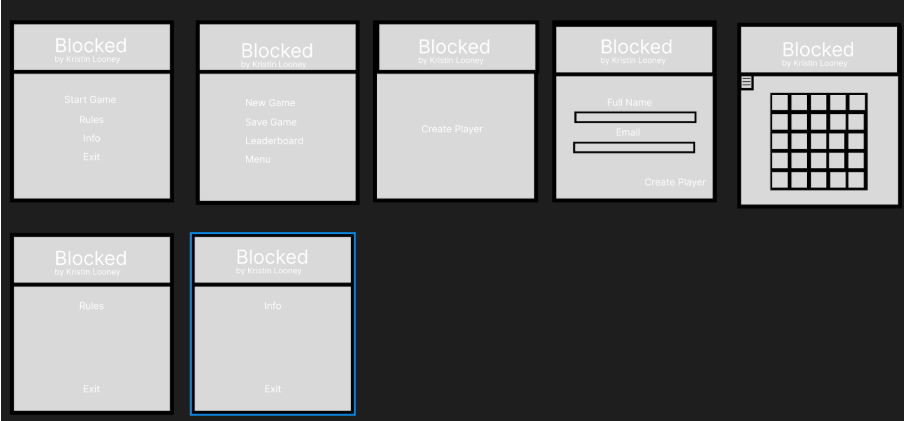 Blocked
by Kristin Looney
Start Game
Rules
Info
Exit
Blocked
by Kristin Looney
New Game
Save Game
Leaderboard
Menu
Blocked
by Kristin Looney
Create Player
Blocked
by Kristin Looney
Full Name
Email
Create Player
Blocked
by Kristin Looney
Blocked
by Kristin Looney
Rules
Exit
Blocked
by Kristin Looney
Info
Exit